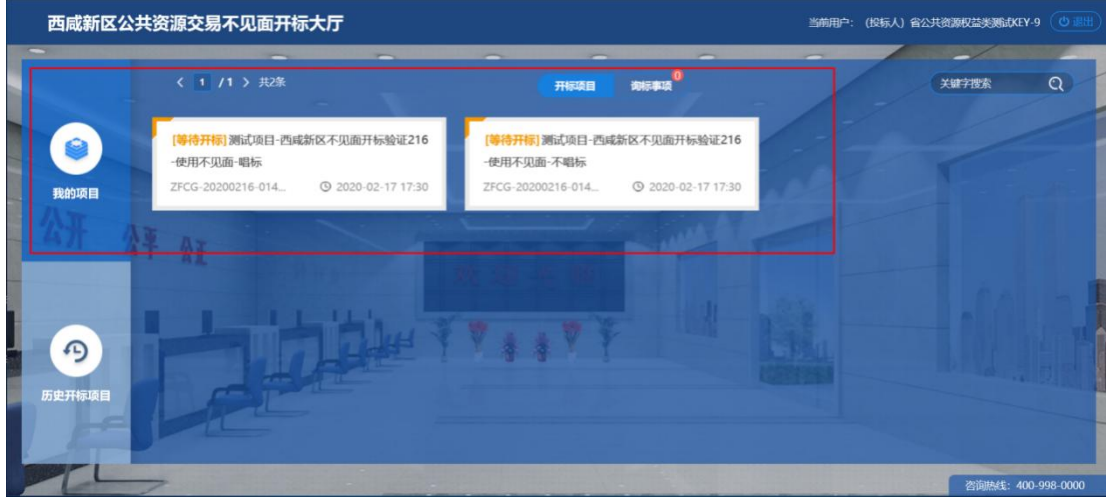 西咸新区公共资源交易不见面开标大厅
当前用户: (投标人) 省公共资源权益类测试KEY-9 退出
< 1 / 1 > 共2条
开标项目 询标事项 0
关键字搜索
[等待开标]测试项目-西咸新区不见面开标验证216
-使用不见面-唱标
ZFCG-20200216-014... 2020-02-17 17:30
[等待开标]测试项目-西咸新区不见面开标验证216
-使用不见面-不唱标
ZFCG-20200216-014... 2020-02-17 17:30
我的项目
公开 公平 公正
历史开标项目
咨询热线: 400-998-0000